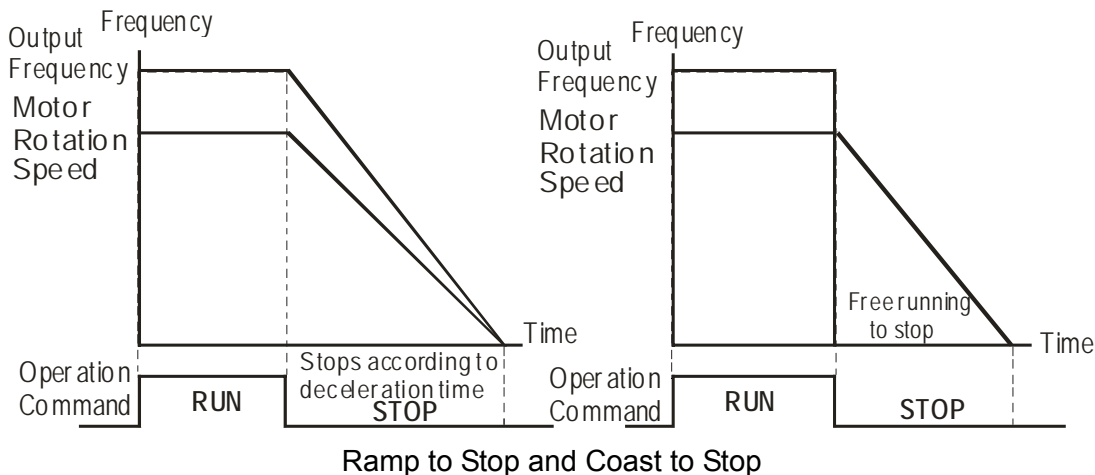 Frequency
Output
Frequency
Motor
Rotation
Speed
Time
Stops according to
deceleration time
Operation
Command
RUN
STOP
Frequency
Output
Frequency
Motor
Rotation
Speed
Free running
to stop
Time
Operation
Command
RUN
STOP
Ramp to Stop and Coast to Stop